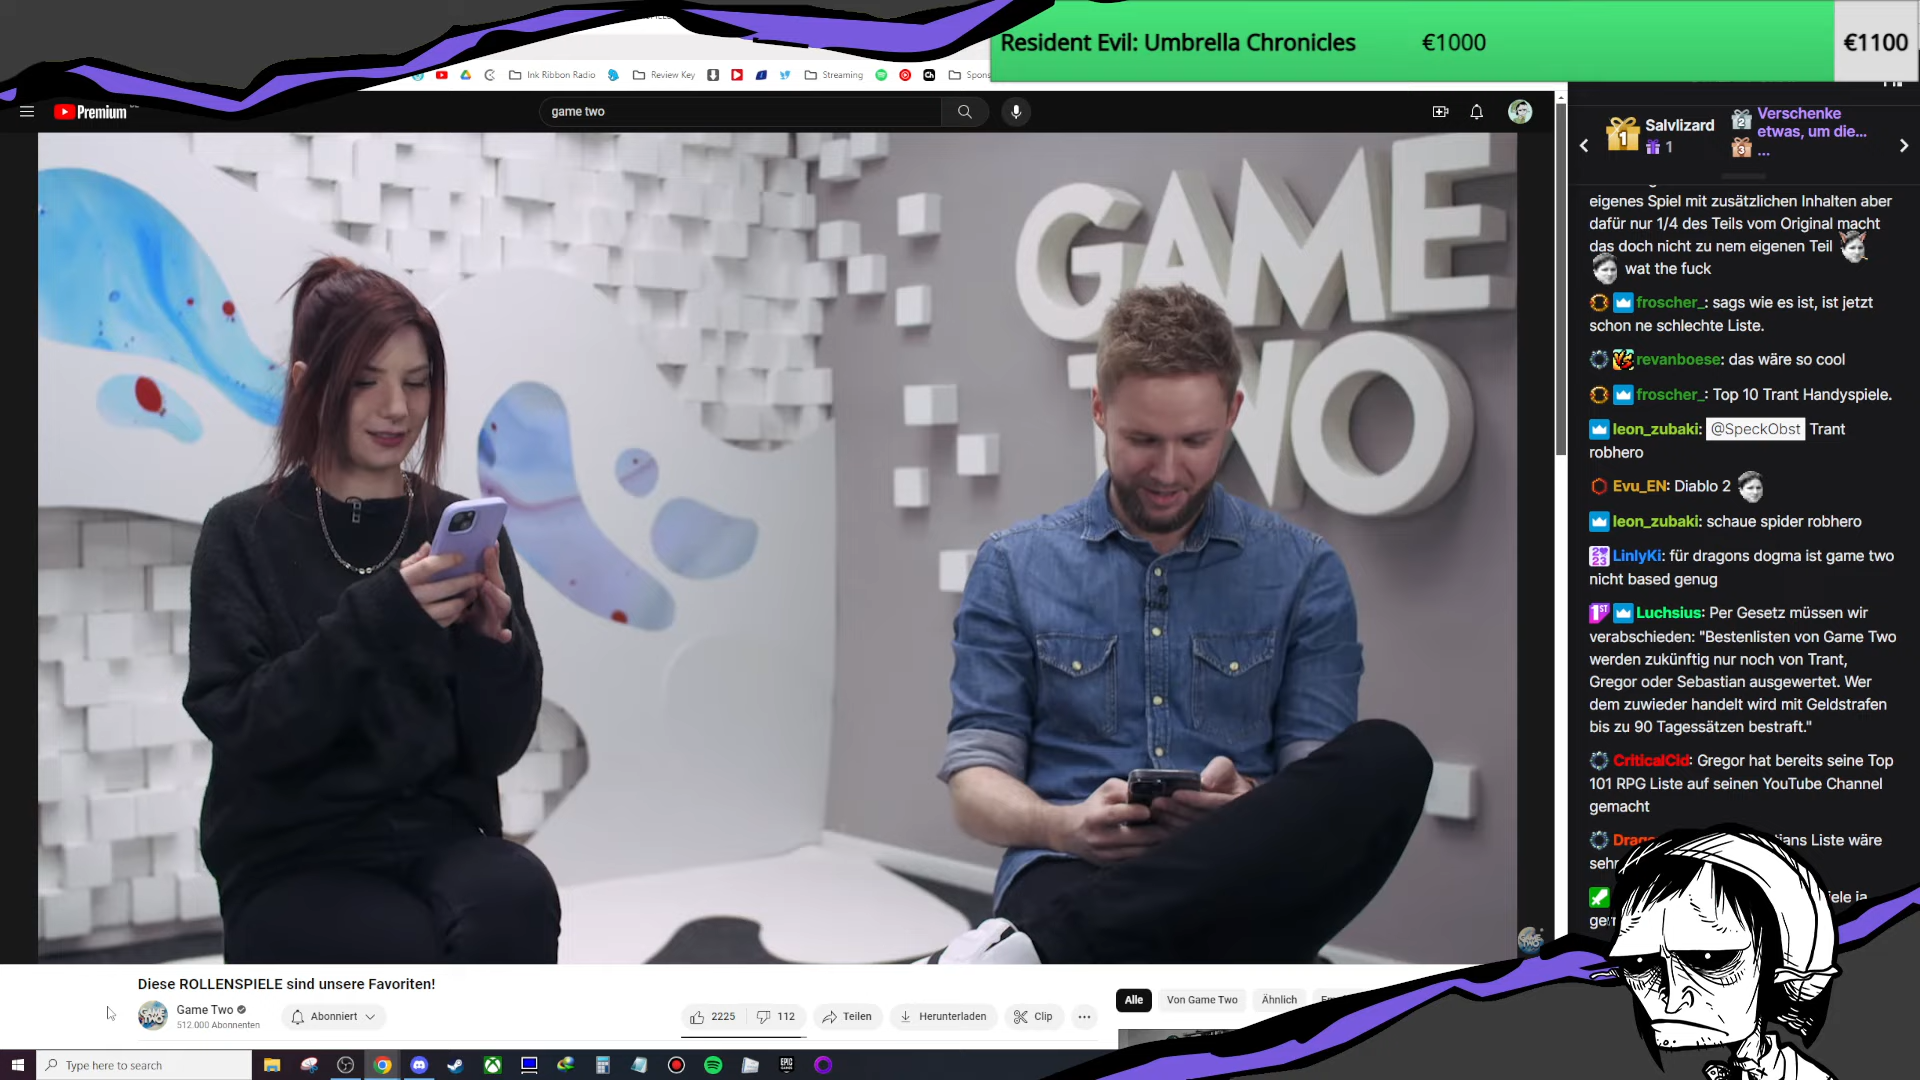 Resident Evil: Umbrella Chronicles €1000 €1100
Ink Ribbon Radio Review Key Streaming
Premium
game two
GAME
TWO
Salvlizard
1
Verschenke
etwas, um die...
...
eigenes Spiel mit zusätzlichen Inhalten aber
dafür nur 1/4 des Teils vom Original macht
das doch nicht zu nem eigenen Teil
wat the fuck
froscher_: sags wie es ist, ist jetzt
schon ne schlechte Liste.
revanboese: das wäre so cool
froscher_: Top 10 Trant Handyspiele.
leon_zubaki: @SpeckObst Trant
robhero
Evu_EN: Diablo 2
leon_zubaki: schaue spider robhero
LinlyKi: für dragons dogma ist game two
nicht based genug
Luchsius: Per Gesetz müssen wir
verabschieden: "Bestenlisten von Game Two
werden zukünftig nur noch von Trant,
Gregor oder Sebastian ausgewertet. Wer
dem zuwieder handelt wird mit Geldstrafen
bis zu 90 Tagessätzen bestraft."
CriticalCid: Gregor hat bereits seine Top
101 RPG Liste auf seinen YouTube Channel
gemacht
Liste wäre
Diese ROLLENSPIELE sind unsere Favoriten!
Game Two
512.000 Abonnenten
Abonniert
2225
112
Teilen
Herunterladen
Clip
Alle
Von Game Two
Ähnlich
Type here to search